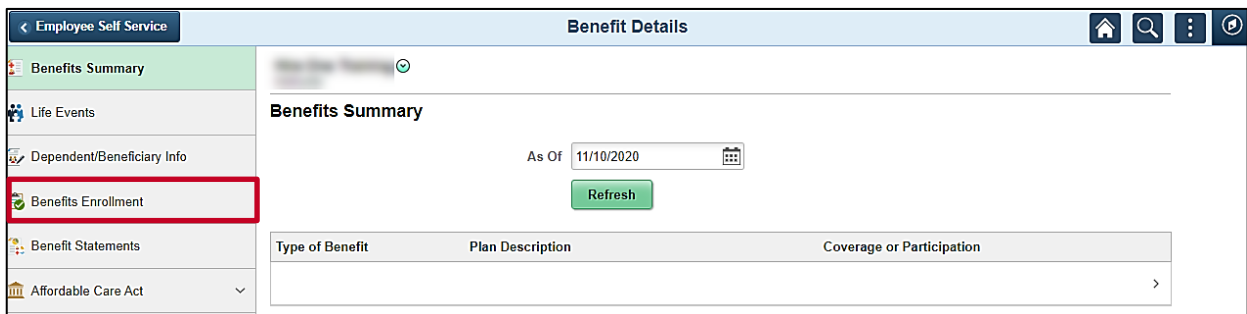 Employee Self Service
Benefit Details
Benefits Summary
Life Events
Dependent/Beneficiary Info
Benefits Enrollment
Benefit Statements
Affordable Care Act
Benefits Summary
As Of 11/10/2020
Refresh
Type of Benefit Plan Description Coverage or Participation